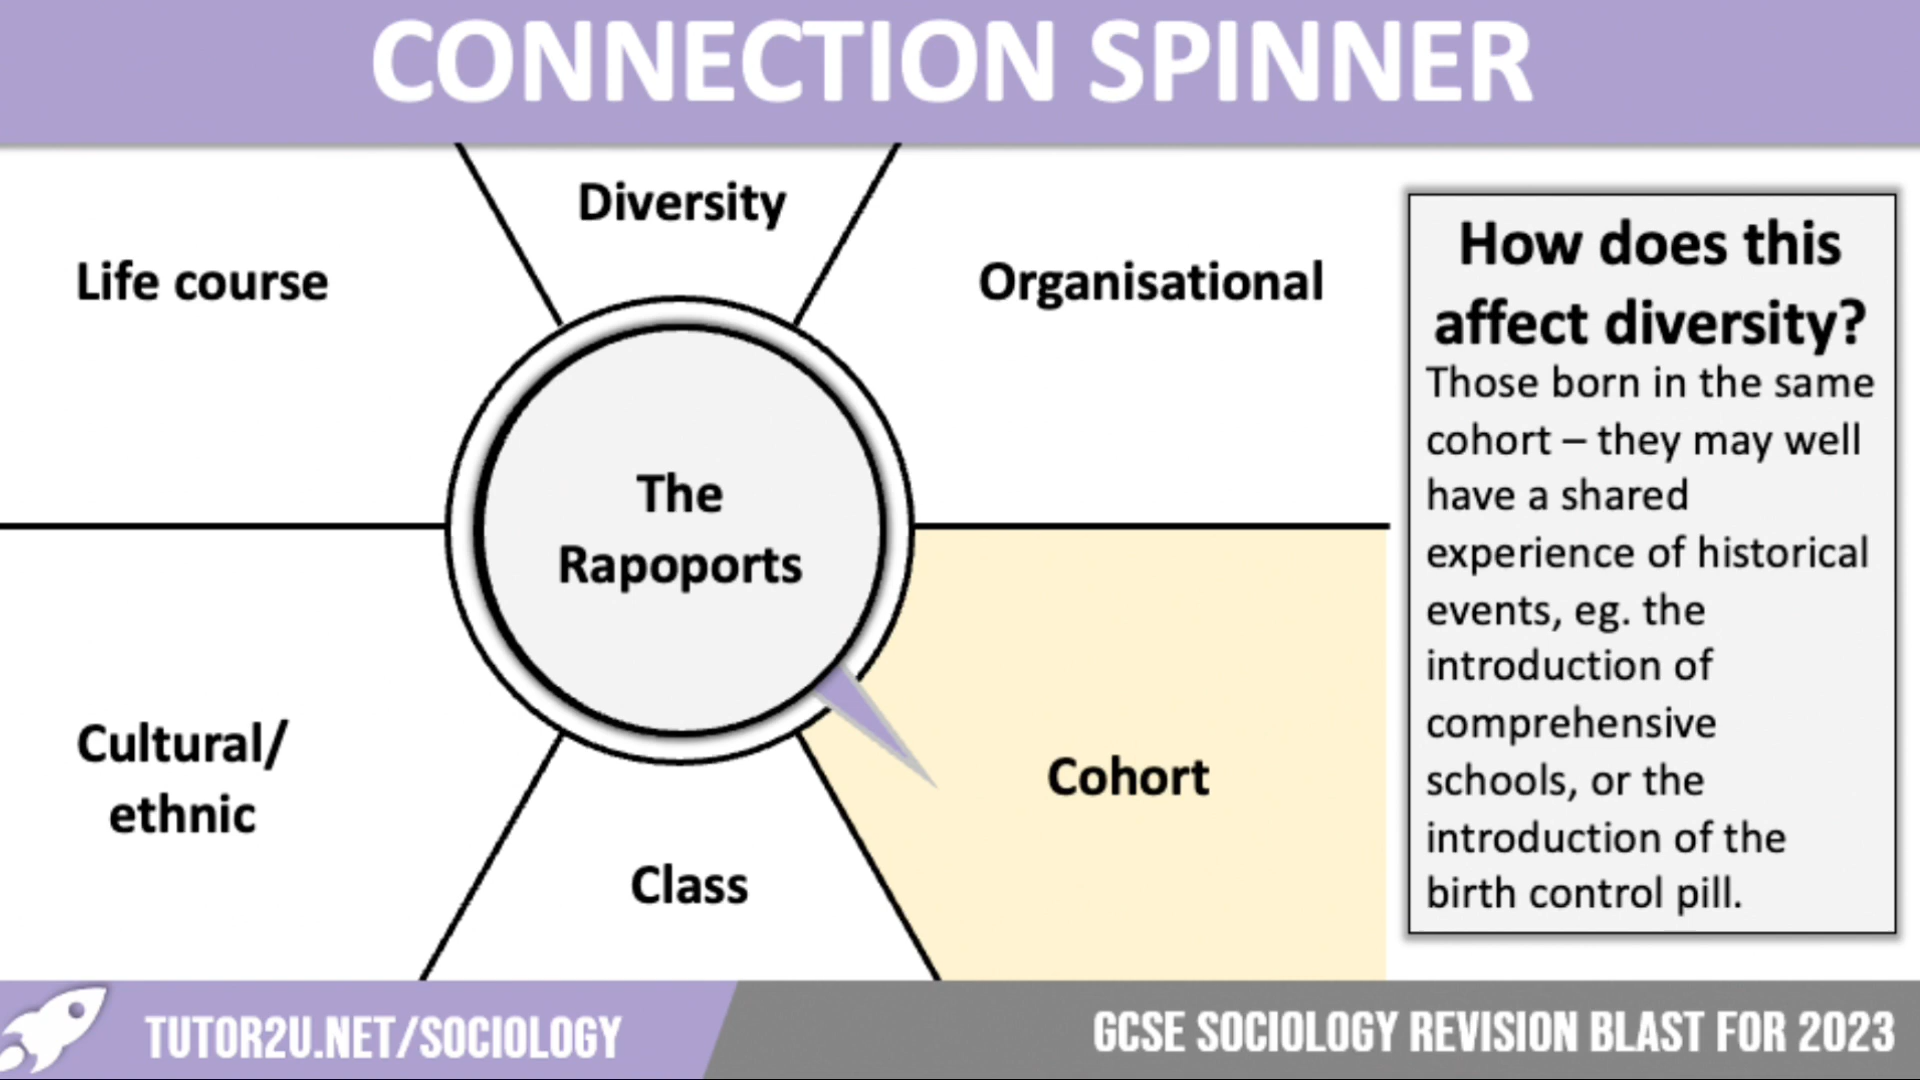 CONNECTION SPINNER
Diversity
Life course
Organisational
The
Rapoports
Cultural/
ethnic
Class
Cohort
How does this
affect diversity?
Those born in the same
cohort – they may well
have a shared
experience of historical
events, eg. the
introduction of
comprehensive
schools, or the
introduction of the
birth control pill.
TUTOR2U.NET/SOCIOLOGY
GCSE SOCIOLOGY REVISION BLAST FOR 2023